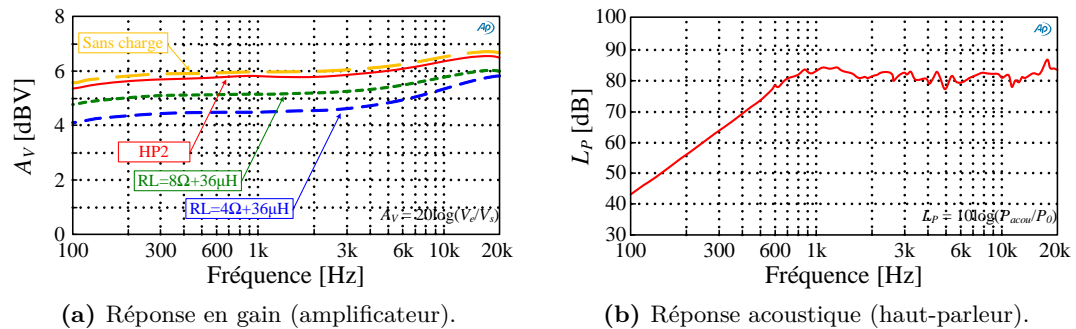 8
6
4
2
0
A_V [dBV]
Sans charge
HP2
RL=8Ω+36µH
RL=4Ω+36µH
A_V = 20log(V_e/V_s)
100 300 600 1k 3k 6k 20k
Fréquence [Hz]
(a) Réponse en gain (amplificateur).
100
90
80
70
60
50
40
30
L_P [dB]
L_P = 10log(P_acou/P_0)
100 300 600 1k 3k 6k 20k
Fréquence [Hz]
(b) Réponse acoustique (haut-parleur).